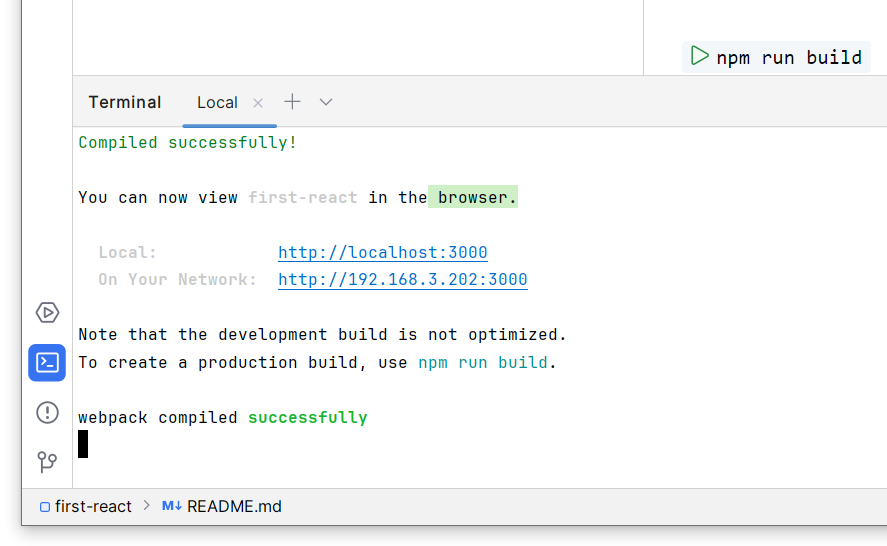 npm run build
Terminal Local
Compiled successfully!
You can now view first-react in the browser.
Local: http://localhost:3000
On Your Network: http://192.168.3.202:3000
Note that the development build is not optimized.
To create a production build, use npm run build.
webpack compiled successfully
first-react > M↓ README.md